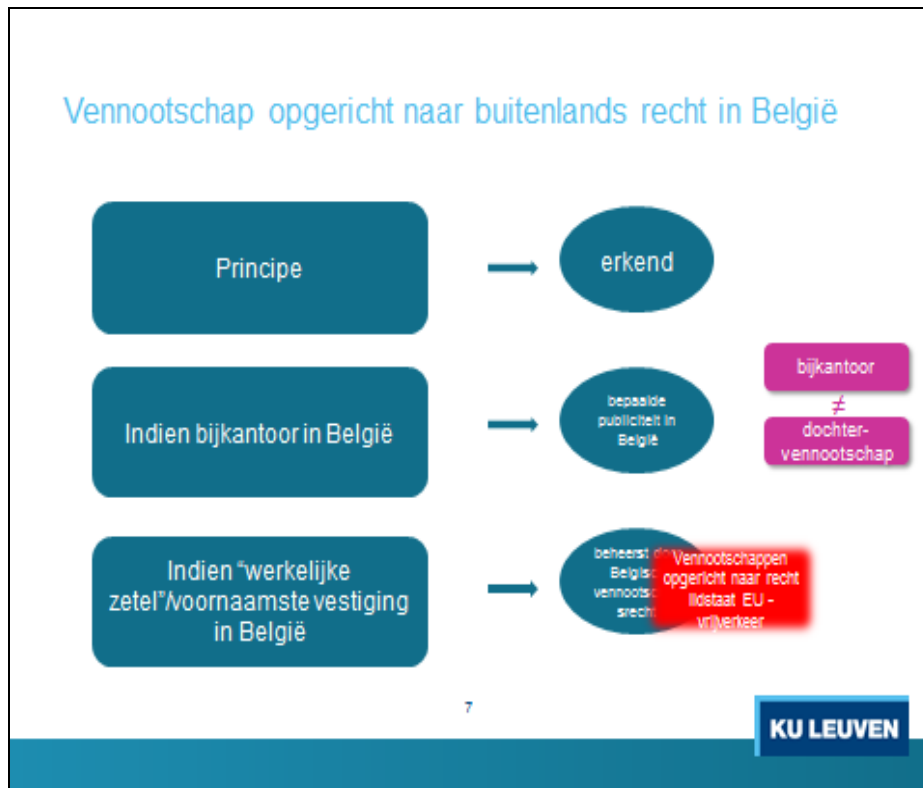 Vennootschap opgericht naar buitenlands recht in België
Principe
erkend
Indien bijkantoor in België
bepaalde
publiciteit in
België
bijkantoor
≠
dochter-
vennootschap
Indien “werkelijke
zetel”/voornaamste vestiging
in België
beheerst
Belgisc
vennootsc
srecht
Vennootschappen
opgericht naar recht
lidstaat EU –
vrijverkeer
7
KU LEUVEN